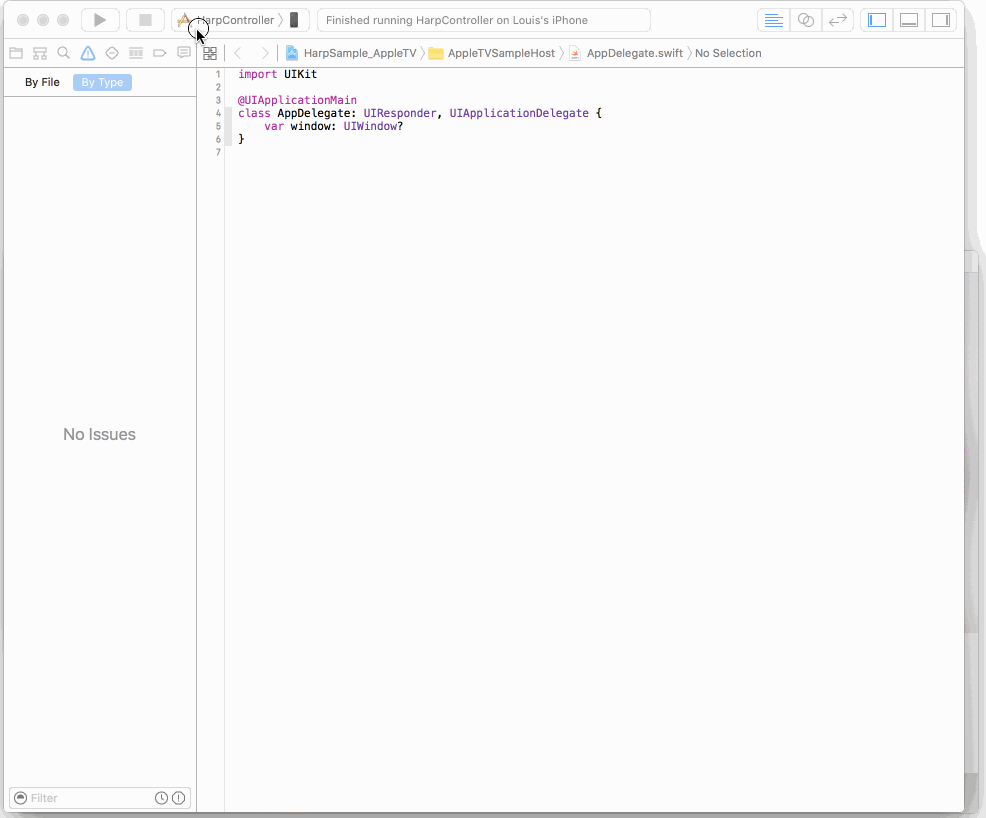 HarpController
Finished running HarpController on Louis's iPhone
HarpSample_AppleTV
AppleTVSampleHost
AppDelegate.swift
No Selection
By File
By Type
1 import UIKit
2
3 @UIApplicationMain
4 class AppDelegate: UIResponder, UIApplicationDelegate {
5 var window: UIWindow?
6 }
7
No Issues
Filter